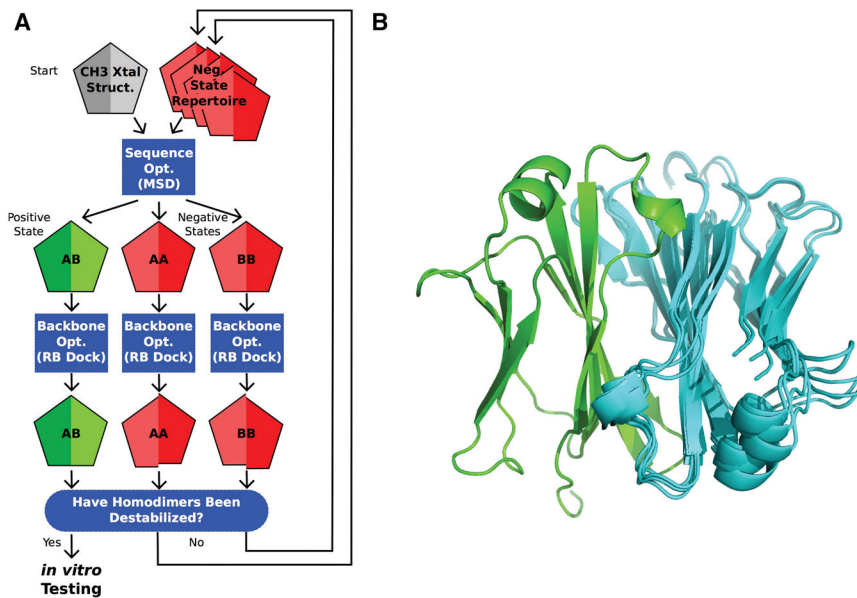 A
B
Start
CH3 Xtal
Struct.
Neg.
State
Repertoire
Sequence
Opt.
(MSD)
Positive
State
Negative
States
AB
AA
BB
Backbone
Opt.
(RB Dock)
Backbone
Opt.
(RB Dock)
Backbone
Opt.
(RB Dock)
AB
AA
BB
Have Homodimers Been
Destabilized?
Yes
No
in vitro
Testing